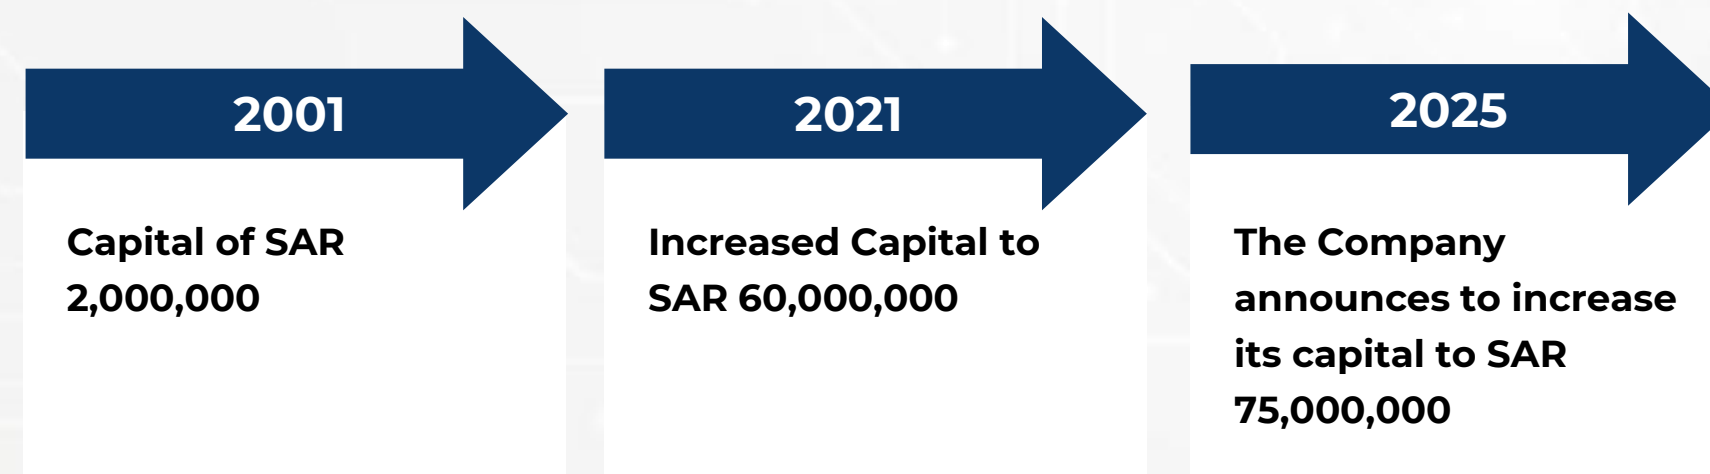 2001
Capital of SAR
2,000,000
2021
Increased Capital to
SAR 60,000,000
2025
The Company
announces to increase
its capital to SAR
75,000,000